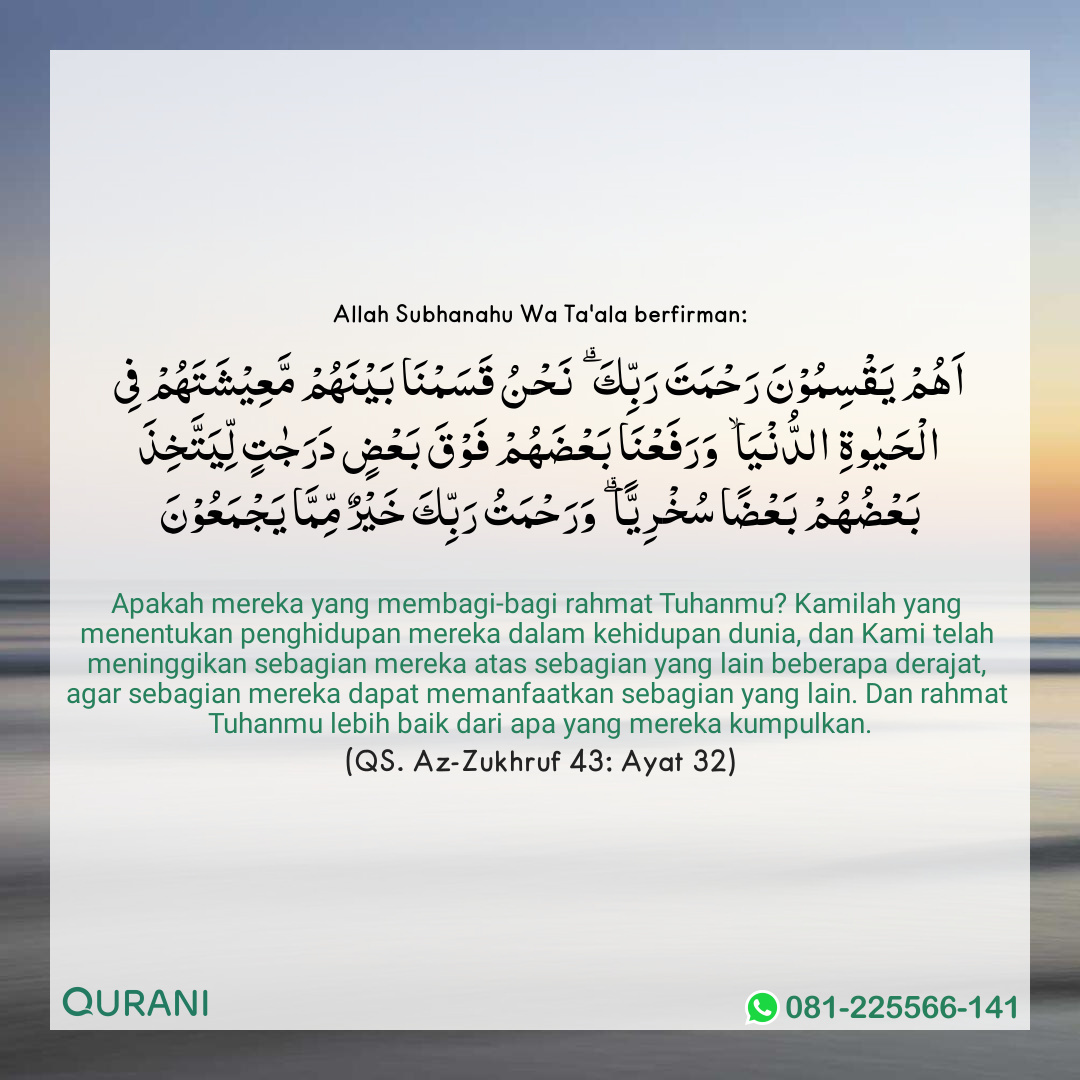 Allah Subhanahu Wa Ta'ala berfirman:
اَهُمْ يَقْسِمُوْنَ رَحْمَتَ رَبِّكَ ۗ نَحْنُ قَسَمْنَا بَيْنَهُمْ مَّعِيْشَتَهُمْ فِى
الْحَيٰوةِ الدُّنْيَا ۙ وَرَفَعْنَا بَعْضَهُمْ فَوْقَ بَعْضٍ دَرَجٰتٍ لِّيَتَّخِذَ
بَعْضُهُمْ بَعْضًا سُخْرِيًّا ۗ وَرَحْمَتُ رَبِّكَ خَيْرٌ مِّمَّا يَجْمَعُوْنَ
Apakah mereka yang membagi-bagi rahmat Tuhanmu? Kamilah yang
menentukan penghidupan mereka dalam kehidupan dunia, dan Kami telah
meninggikan sebagian mereka atas sebagian yang lain beberapa derajat,
agar sebagian mereka dapat memanfaatkan sebagian yang lain. Dan rahmat
Tuhanmu lebih baik dari apa yang mereka kumpulkan.
(QS. Az-Zukhruf 43: Ayat 32)
QURANI
081-225566-141